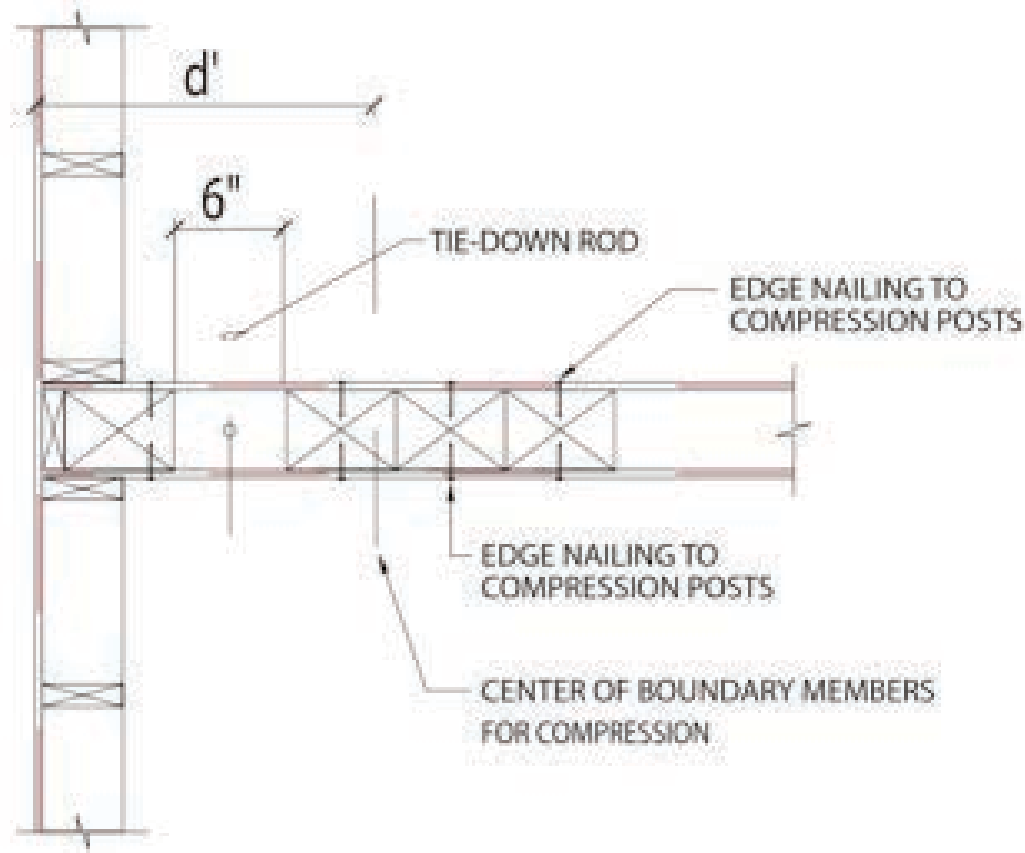 d'
6"
TIE-DOWN ROD
EDGE NAILING TO
COMPRESSION POSTS
EDGE NAILING TO
COMPRESSION POSTS
CENTER OF BOUNDARY MEMBERS
FOR COMPRESSION